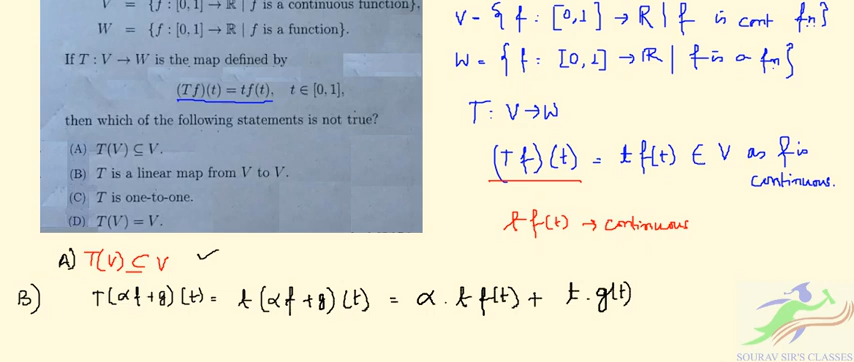 V = {f : [0, 1] → ℝ | f is a continuous function},
W = {f : [0, 1] → ℝ | f is a function}.
If T : V → W is the map defined by
(Tf)(t) = tf(t), t ∈ [0, 1],
then which of the following statements is not true?
(A) T(V) ⊆ V.
(B) T is a linear map from V to V.
(C) T is one-to-one.
(D) T(V) = V.
V - { f : [0,1] → ℝ | f is cont fn}
W = { f : [0,1] → ℝ | f is a fn}
T : V → W
(T f)(t) = t f(t) ∈ V as f is
continuous.
t f(t) → continuous
A) T(V) ⊆ V ✓
B) T(αf + g)(t) = t (αf + g)(t) = α . t f(t) + t . g(t)
SOURAV SIR'S CLASSES